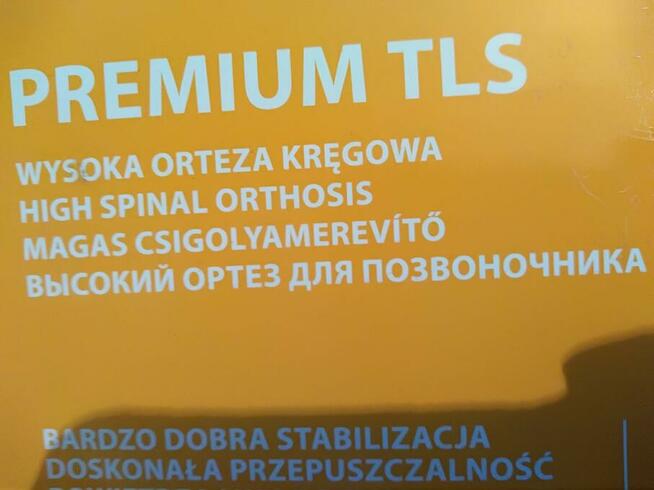 PREMIUM TLS
WYSOKA ORTEZA KRĘGOWA
HIGH SPINAL ORTHOSIS
MAGAS CSIGOLYAMEREVÍTŐ
ВЫСОКИЙ ОРТЕЗ ДЛЯ ПОЗВОНОЧНИКА
BARDZO DOBRA STABILIZACJA
DOSKONAŁA PRZEPUSZCZALNOŚĆ